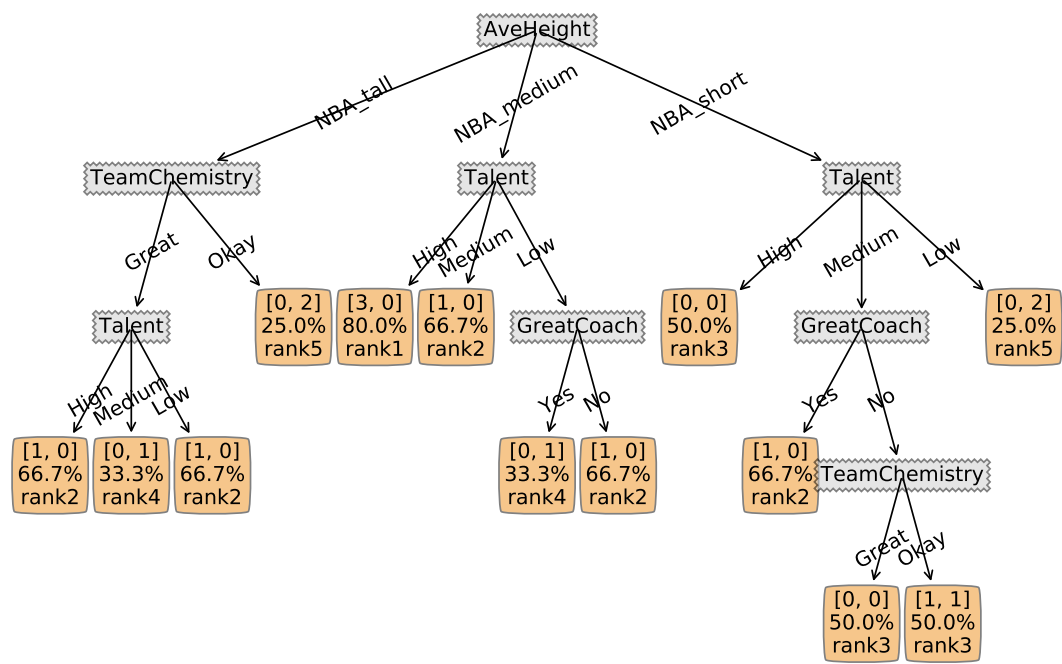 AveHeight
NBA_tall
NBA_medium
NBA_short
TeamChemistry
Talent
Talent
Great
Okay
High
Medium
Low
High
Medium
Low
Talent
[0, 2]
25.0%
rank5
[3, 0]
80.0%
rank1
[1, 0]
66.7%
rank2
GreatCoach
[0, 0]
50.0%
rank3
GreatCoach
[0, 2]
25.0%
rank5
High
Medium
Low
Yes
No
Yes
No
[1, 0]
66.7%
rank2
[0, 1]
33.3%
rank4
[1, 0]
66.7%
rank2
[0, 1]
33.3%
rank4
[1, 0]
66.7%
rank2
[1, 0]
66.7%
rank2
TeamChemistry
Great
Okay
[0, 0]
50.0%
rank3
[1, 1]
50.0%
rank3